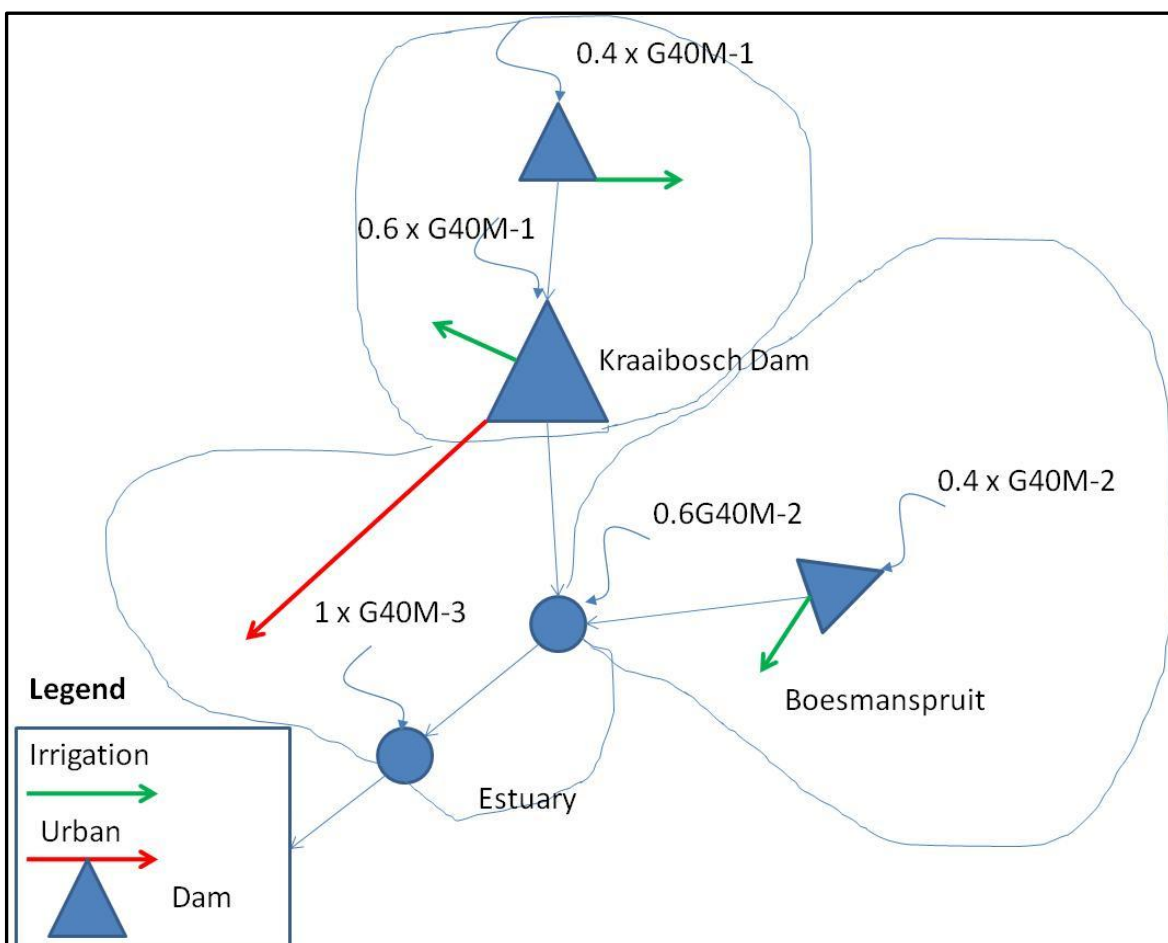 0.4 x G40M-1
0.6 x G40M-1
Kraaibosch Dam
0.4 x G40M-2
0.6G40M-2
1 x G40M-3
Boesmanspruit
Estuary
Legend
Irrigation
Urban
Dam